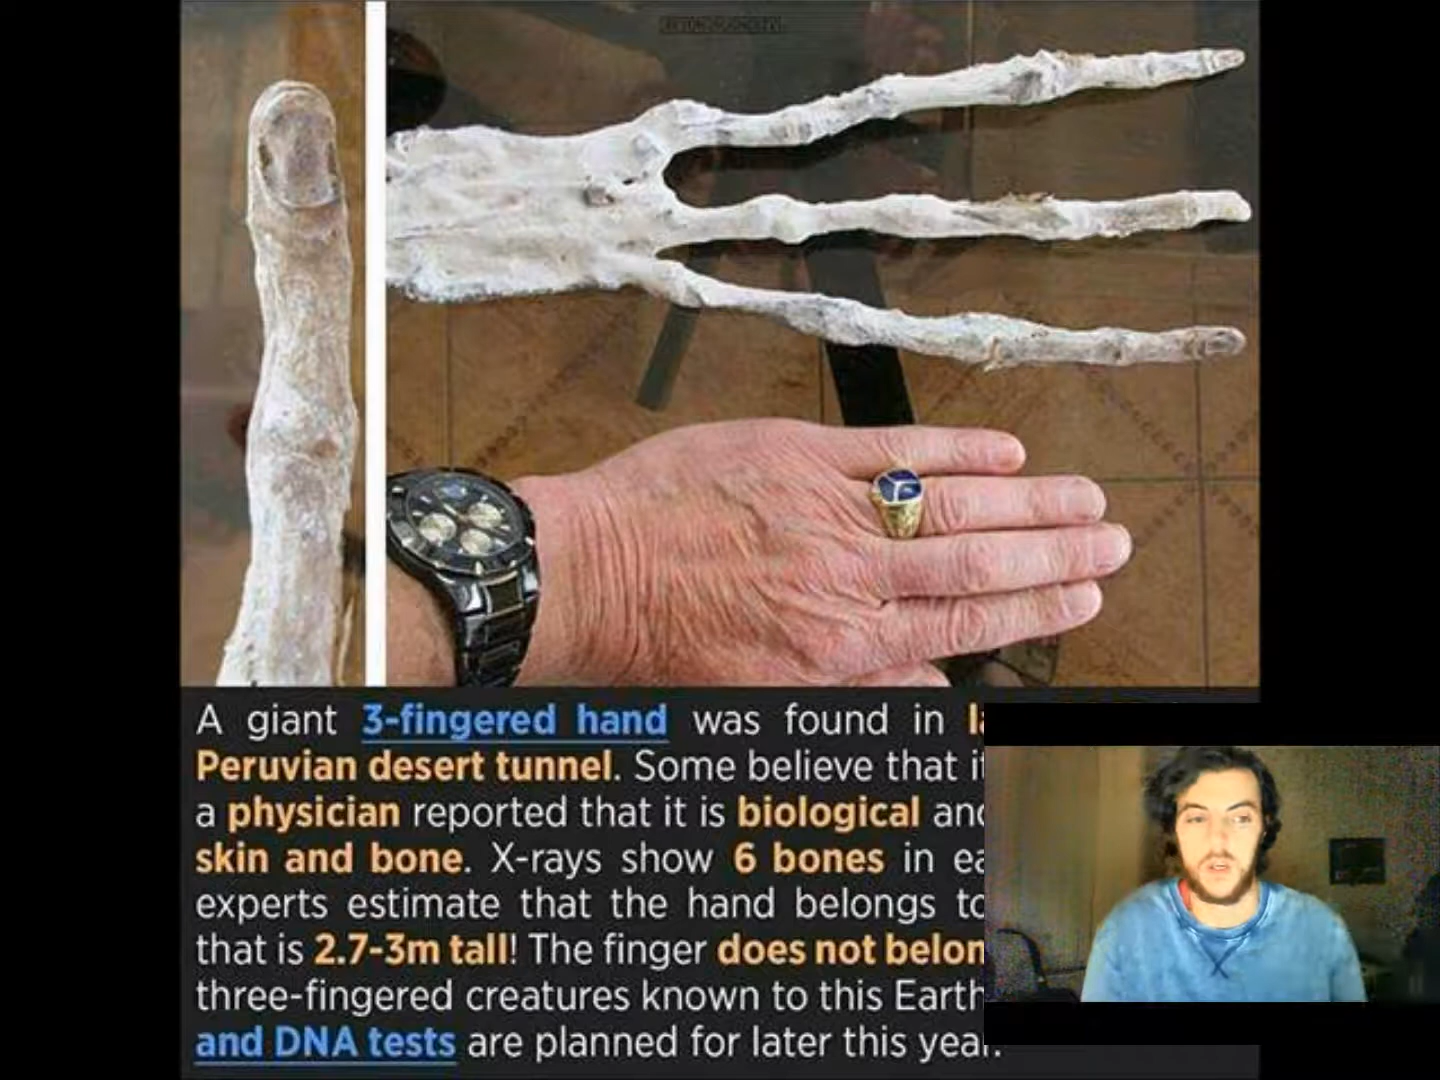 A giant 3-fingered hand was found in
Peruvian desert tunnel. Some believe that
a physician reported that it is biological
skin and bone. X-rays show 6 bones in
experts estimate that the hand belongs
that is 2.7-3m tall! The finger does not
three-fingered creatures known to this Earth
and DNA tests are planned for later this year.